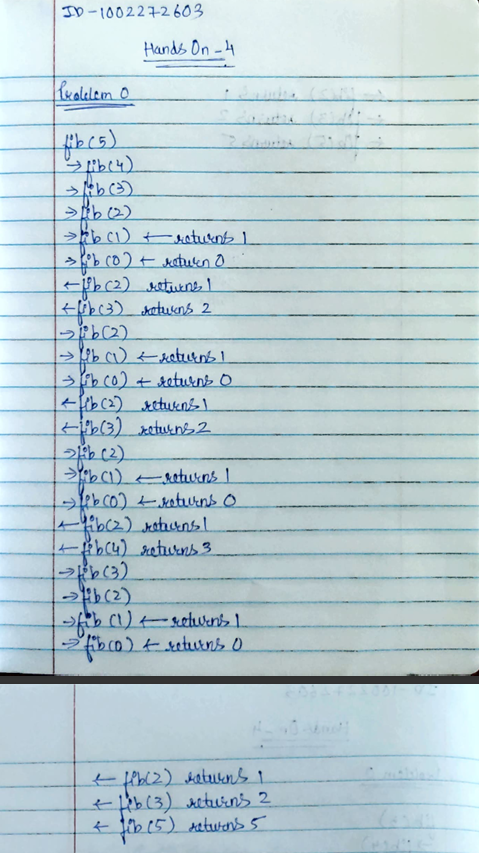 ID-1002272603
Hands On-4
Problem 0
fib(5)
→ fib(4)
→ fib(3)
→ fib(2)
→ fib(1) ← returns 1
→ fib(0) ← return 0
← fib(2) returns 1
← fib(3) returns 2
→ fib(2)
→ fib(1) ← returns 1
→ fib(0) ← returns 0
← fib(2) returns 1
← fib(3) returns 2
→ fib(2)
→ fib(1) ← returns 1
→ fib(0) ← returns 0
← fib(2) returns 1
← fib(4) returns 3
→ fib(3)
→ fib(2)
→ fib(1) ← returns 1
→ fib(0) ← returns 0
← fib(2) returns 1
← fib(3) returns 2
← fib(5) returns 5